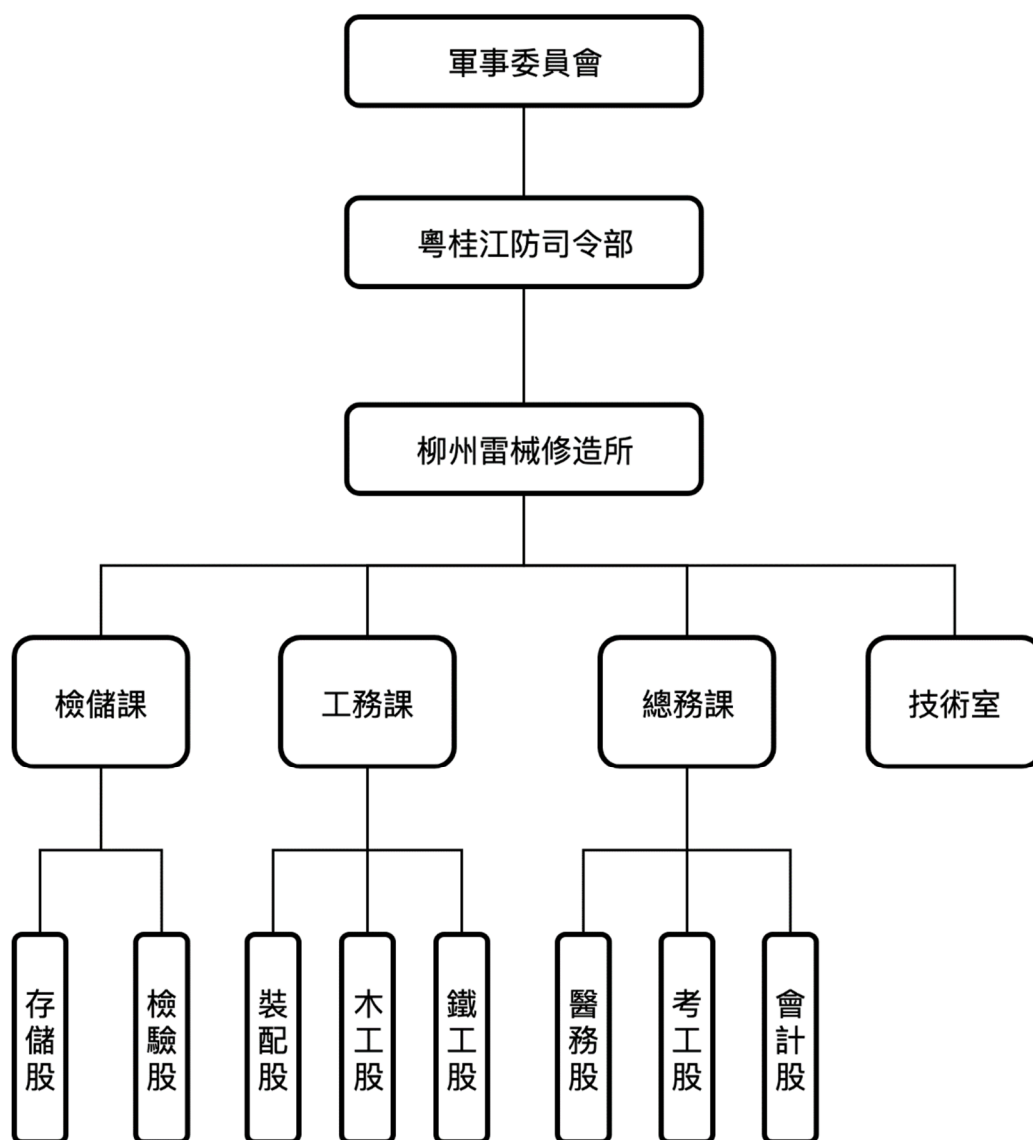 軍事委員會
粵桂江防司令部
柳州雷械修造所
檢儲課
工務課
總務課
技術室
存儲股
檢驗股
裝配股
木工股
鐵工股
醫務股
考工股
會計股